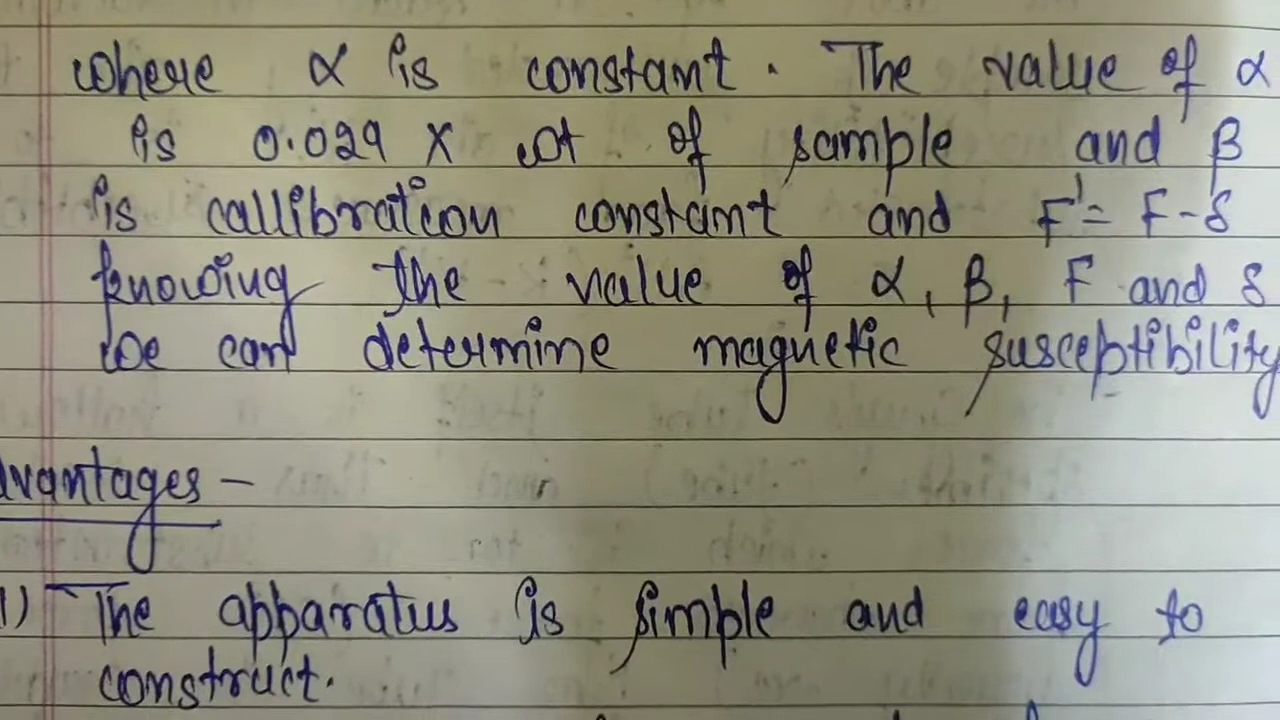 where α is constant. The value of α
is 0.029 x wt of sample and β
is callibration constant and F' = F - δ
knowing the value of α, β, F and δ
we can determine magnetic susceptibility
dvantages -
1) The apparatus is simple and easy to
construct.